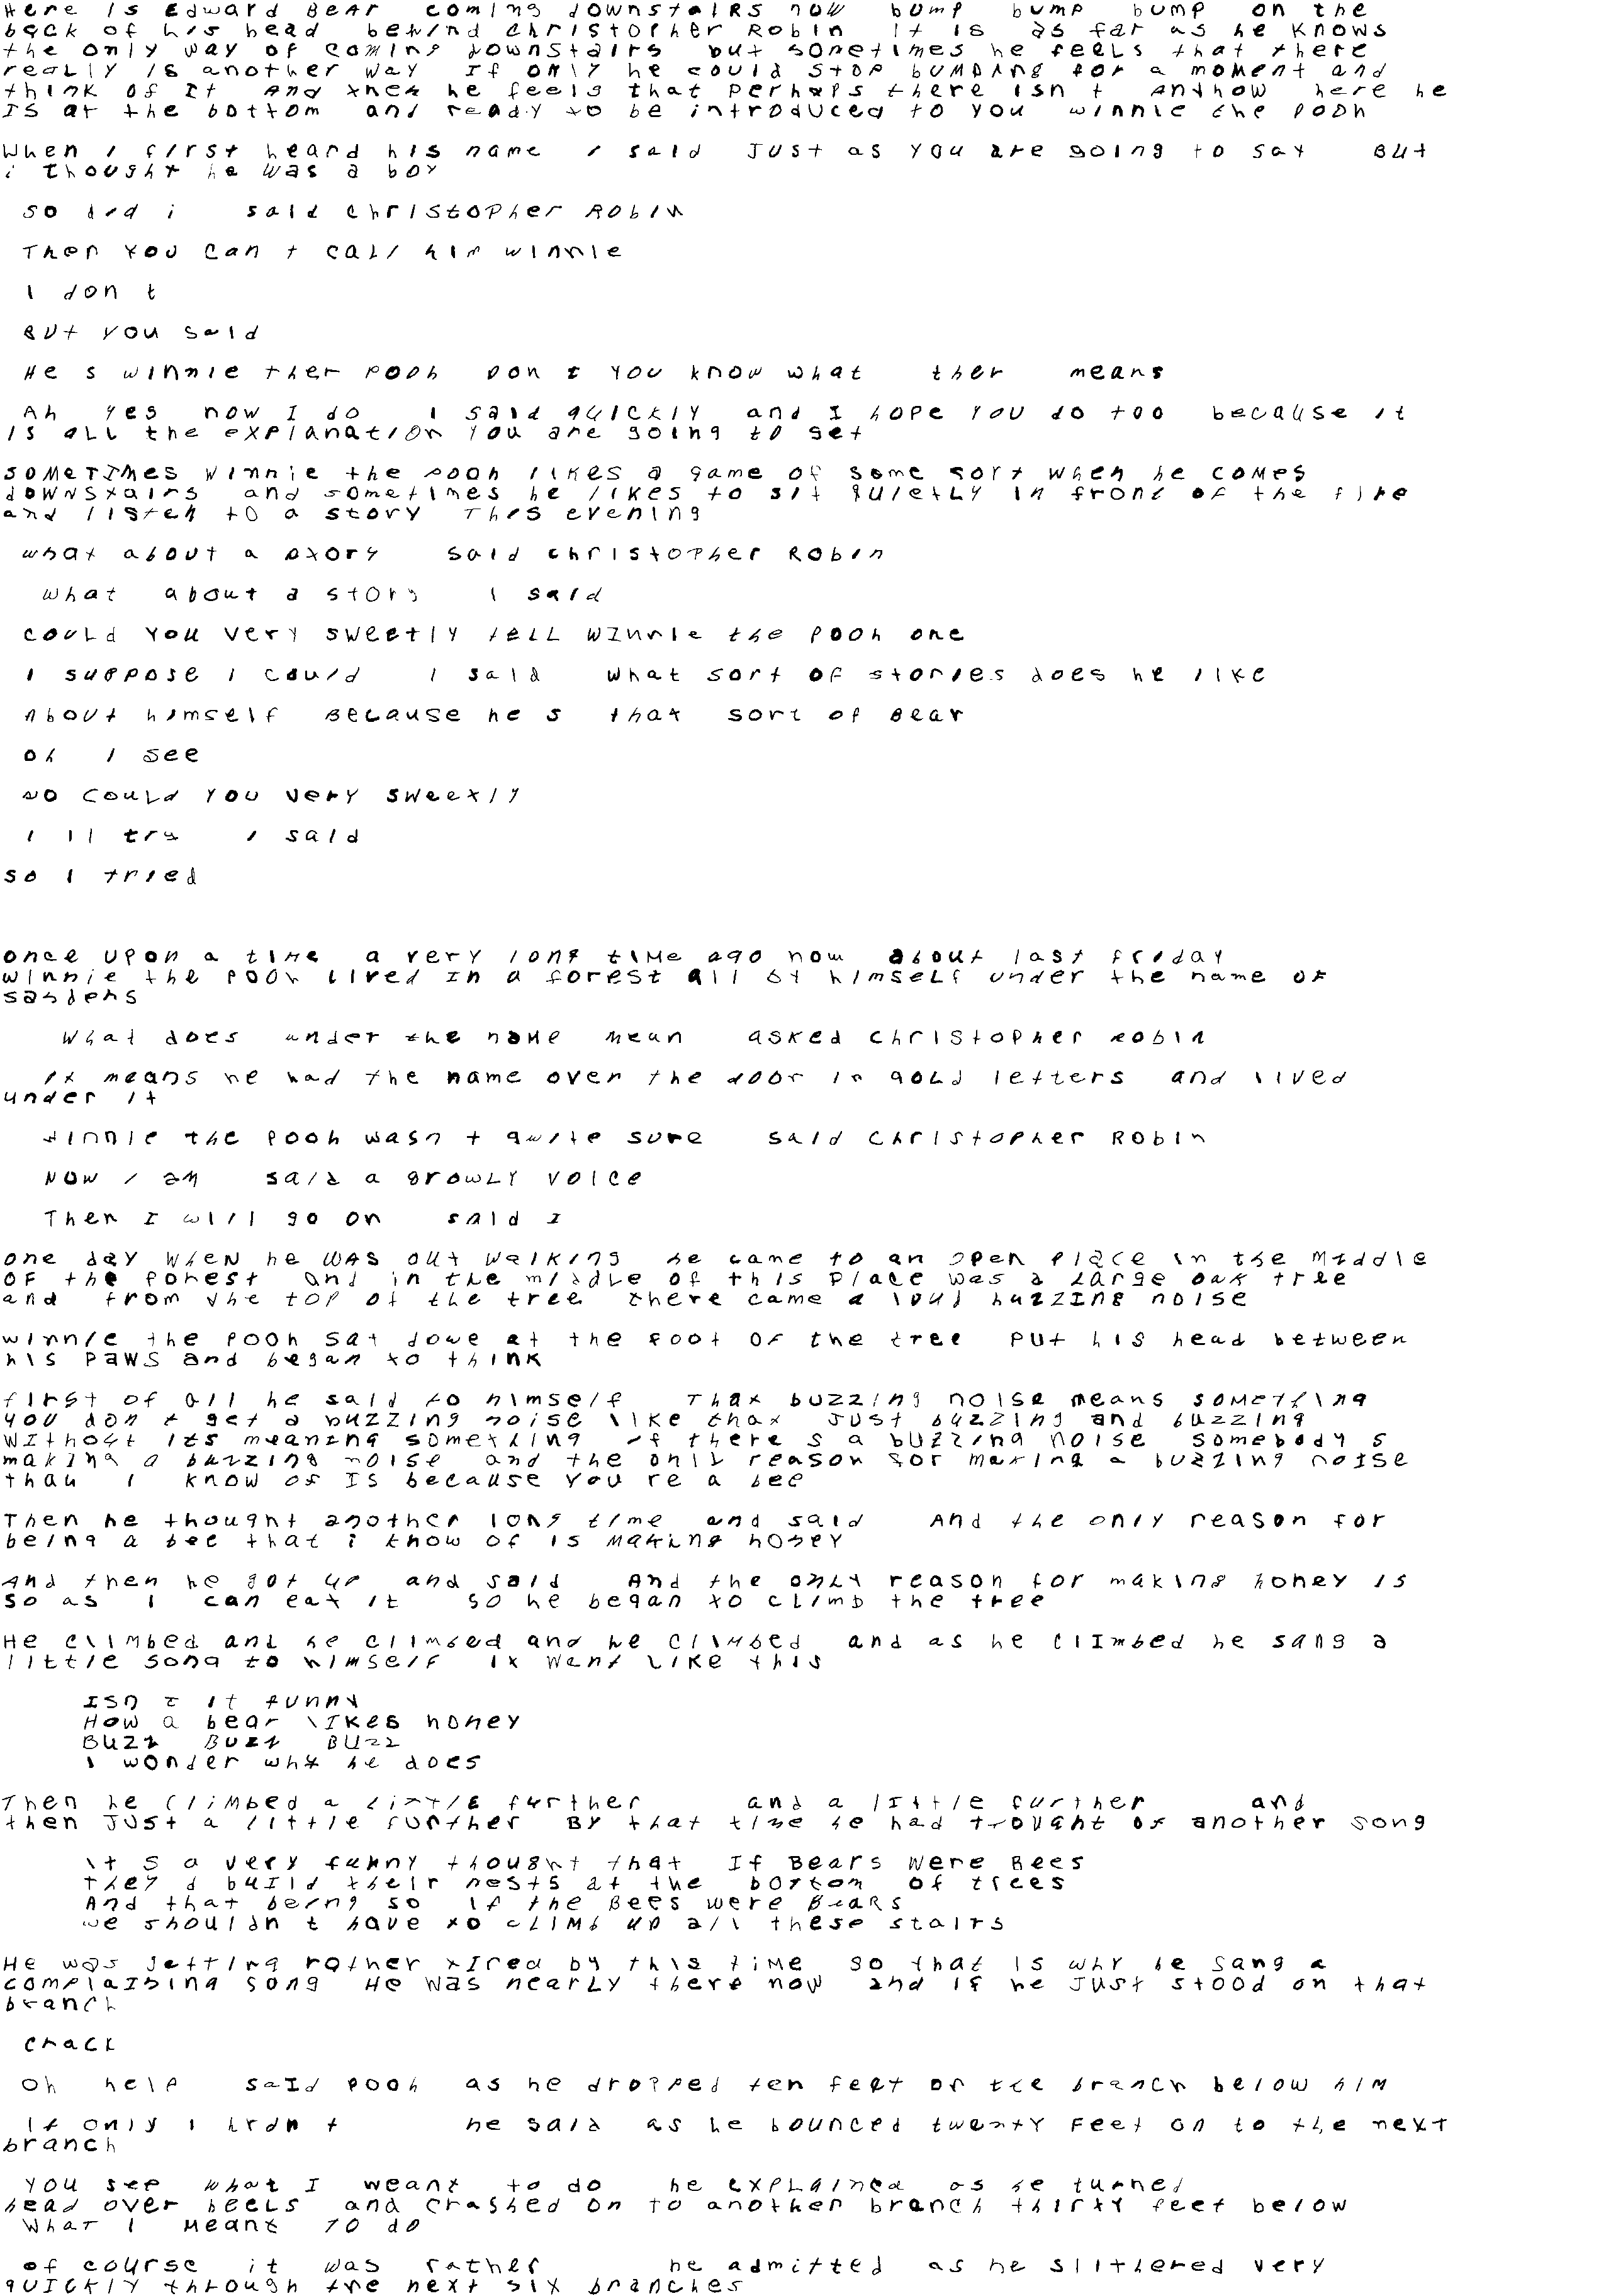 Here is Edward Bear coming downstairs now bump bump bump on the
back of his head behind Christopher Robin it is as far as he knows
the only way of coming downstairs but sometimes he feels that there
really is another way if only he could stop bumping for a moment and
think of it and then he feels that perhaps there isn t anyhow here he
is at the bottom and ready to be introduced to you winnie the pooh
When I first heard his name I said just as you are going to say But
i thought he was a boy
So did i said Christopher Robin
Then you can t call him winnie
I don t
But you said
He s winnie ther pooh Don t you know what ther means
Ah yes now I do I said quickly and I hope you do too because it
is all the explanation you are going to get
Sometimes Winnie the pooh likes a game of some sort when he comes
downstairs and sometimes he likes to sit quietly in front of the fire
and listen to a story This evening
what about a story said Christopher Robin
what about a story I said
could you very sweetly tell Winnie the pooh one
I suppose I could I said what sort of stories does he like
About himself Because he s that sort of Bear
oh I see
so could you very sweetly
I ll try I said
so I tried
once upon a time a very long time ago now about last friday
winnie the pooh lived in a forest all by himself under the name of
sanders
What does under the name mean asked Christopher Robin
it means he had the name over the door in gold letters and lived
under it
winnie the pooh wasn t quite sure said Christopher Robin
Now I am said a growly voice
Then I will go on said I
one day when he was out walking he came to an open place in the middle
of the forest and in the middle of this place was a large oak tree
and from the top of the tree there came a loud buzzing noise
winnie the pooh sat down at the foot of the tree put his head between
his paws and began to think
first of all he said to himself That buzzing noise means something
you don t get a buzzing noise like that just buzzing and buzzing
without its meaning something if there s a buzzing noise somebody s
making a buzzing noise and the only reason for making a buzzing noise
that I know of is because you re a bee
Then he thought another long time and said And the only reason for
being a bee that i know of is making honey
And then he got up and said And the only reason for making honey is
so as I can eat it so he began to climb the tree
He climbed and he climbed and he climbed and as he climbed he sang a
little song to himself it went like this
Isn t it funny
How a bear likes honey
Buzz Buzz Buzz
I wonder why he does
Then he climbed a little further and a little further and
then just a little further By that time he had thought of another song
it s a very funny thought that If Bears were Bees
They d build their nests at the bottom of trees
And that being so if the Bees were Bears
we shouldn t have to climb up all these stairs
He was getting rather tired by this time so that is why he sang a
complaining song He was nearly there now and if he just stood on that
branch
crack
Oh help said pooh as he dropped ten feet on the branch below him
If only I hadn t he said as he bounced twenty feet on to the next
branch
You see what I meant to do he explained as he turned
head over heels and crashed on to another branch thirty feet below
What I meant to do
of course it was rather he admitted as he slithered very
quickly through the next six branches